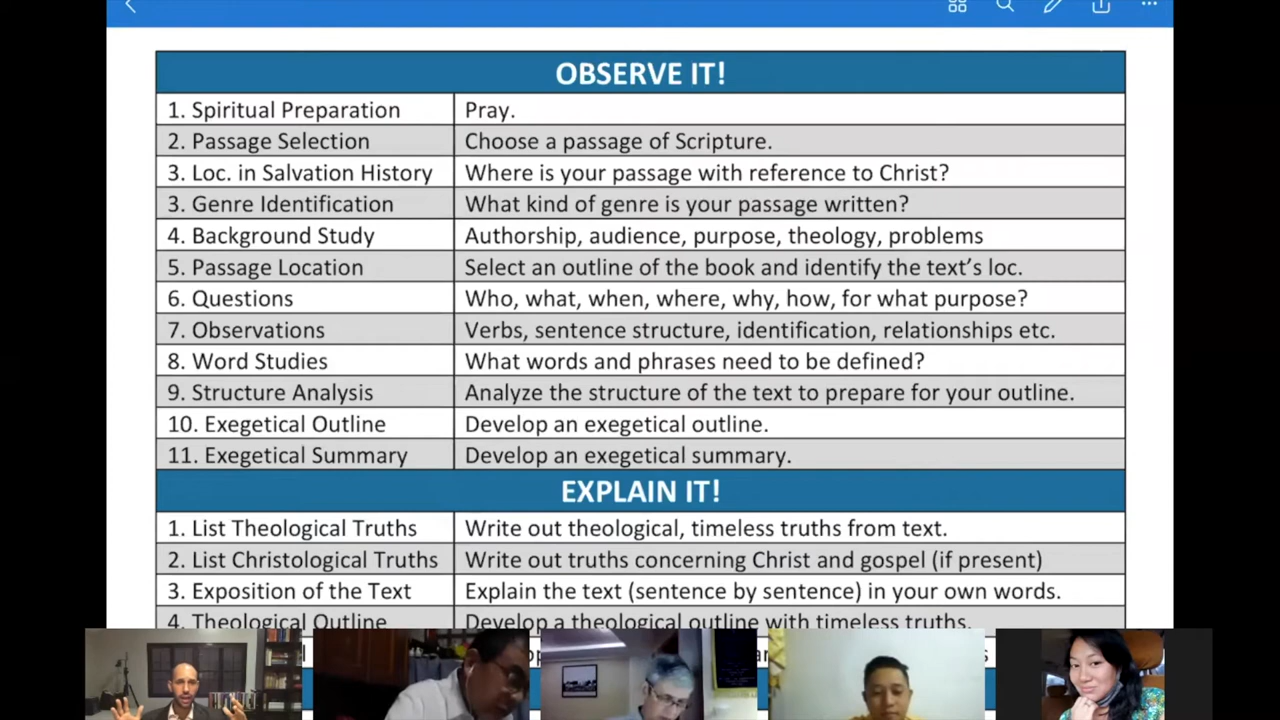 OBSERVE IT!
1. Spiritual Preparation Pray.
2. Passage Selection Choose a passage of Scripture.
3. Loc. in Salvation History Where is your passage with reference to Christ?
3. Genre Identification What kind of genre is your passage written?
4. Background Study Authorship, audience, purpose, theology, problems
5. Passage Location Select an outline of the book and identify the text’s loc.
6. Questions Who, what, when, where, why, how, for what purpose?
7. Observations Verbs, sentence structure, identification, relationships etc.
8. Word Studies What words and phrases need to be defined?
9. Structure Analysis Analyze the structure of the text to prepare for your outline.
10. Exegetical Outline Develop an exegetical outline.
11. Exegetical Summary Develop an exegetical summary.
EXPLAIN IT!
1. List Theological Truths Write out theological, timeless truths from text.
2. List Christological Truths Write out truths concerning Christ and gospel (if present)
3. Exposition of the Text Explain the text (sentence by sentence) in your own words.
4. Theological Outline Develop a theological outline with timeless truths.